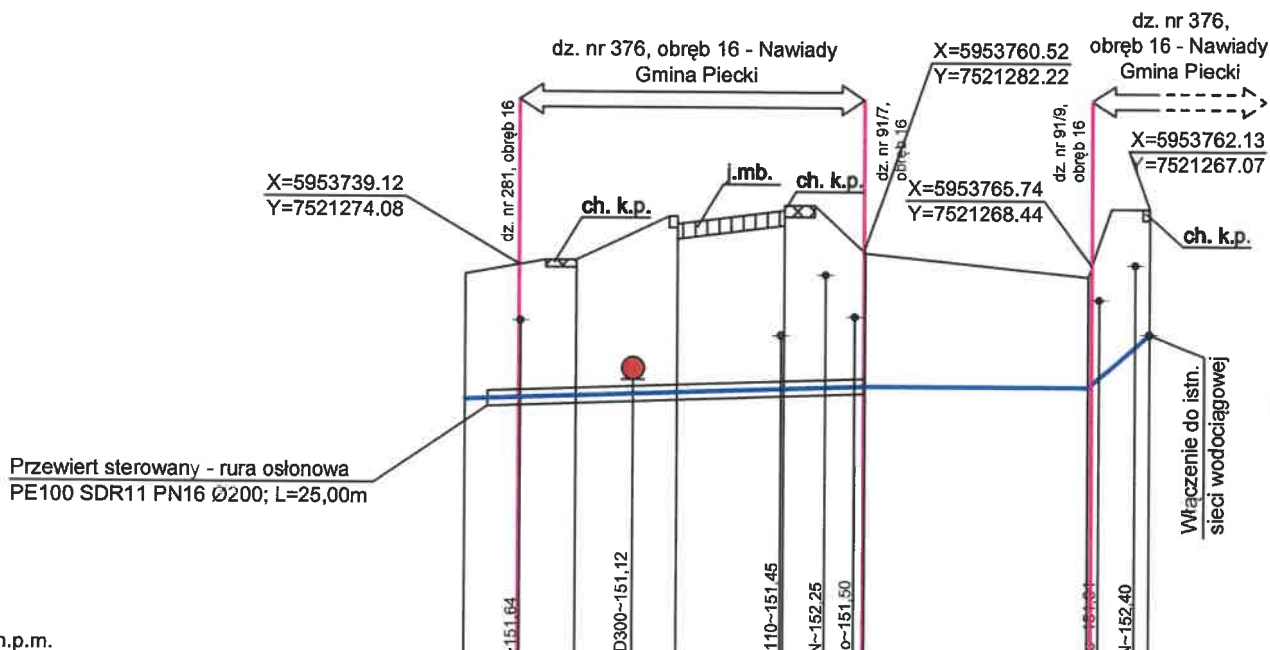 dz. nr 376, obręb 16 - Nawiady
Gmina Piecki
X=5953760.52
Y=7521282.22
dz. nr 376,
obręb 16 - Nawiady
Gmina Piecki
dz. nr 281, obręb 16
dz. nr 91/7,
obręb 16
dz. nr 91/9,
obręb 16
X=5953762.13
Y=7521267.07
X=5953739.12
Y=7521274.08
ch. k.p.
j.mb.
ch. k.p.
X=5953765.74
Y=7521268.44
ch. k.p.
Włączenie do istn.
sieci wodociągowej
Przewiert sterowany - rura osłonowa
PE100 SDR11 PN16 Ø200; L=25,00m
~151,64
D300~151,12
110~151,45
N~152,25
o~151,50
N~152,40
n.p.m.